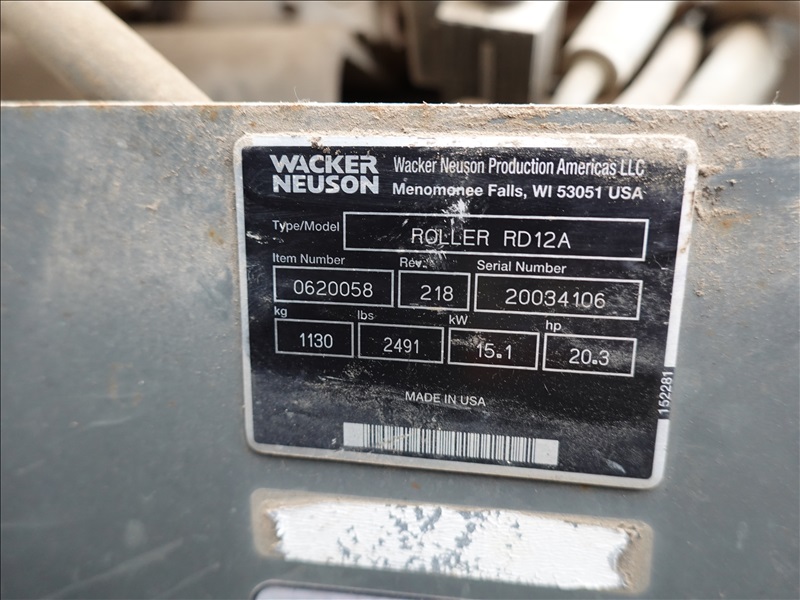 WACKER NEUSON
Wacker Neuson Production Americas LLC
Menomonee Falls, WI 53051 USA
Type/Model ROLLER RD12A
Item Number Rev. Serial Number
0620058 218 20034106
kg lbs kW hp
1130 2491 15.1 20.3
MADE IN USA
152281